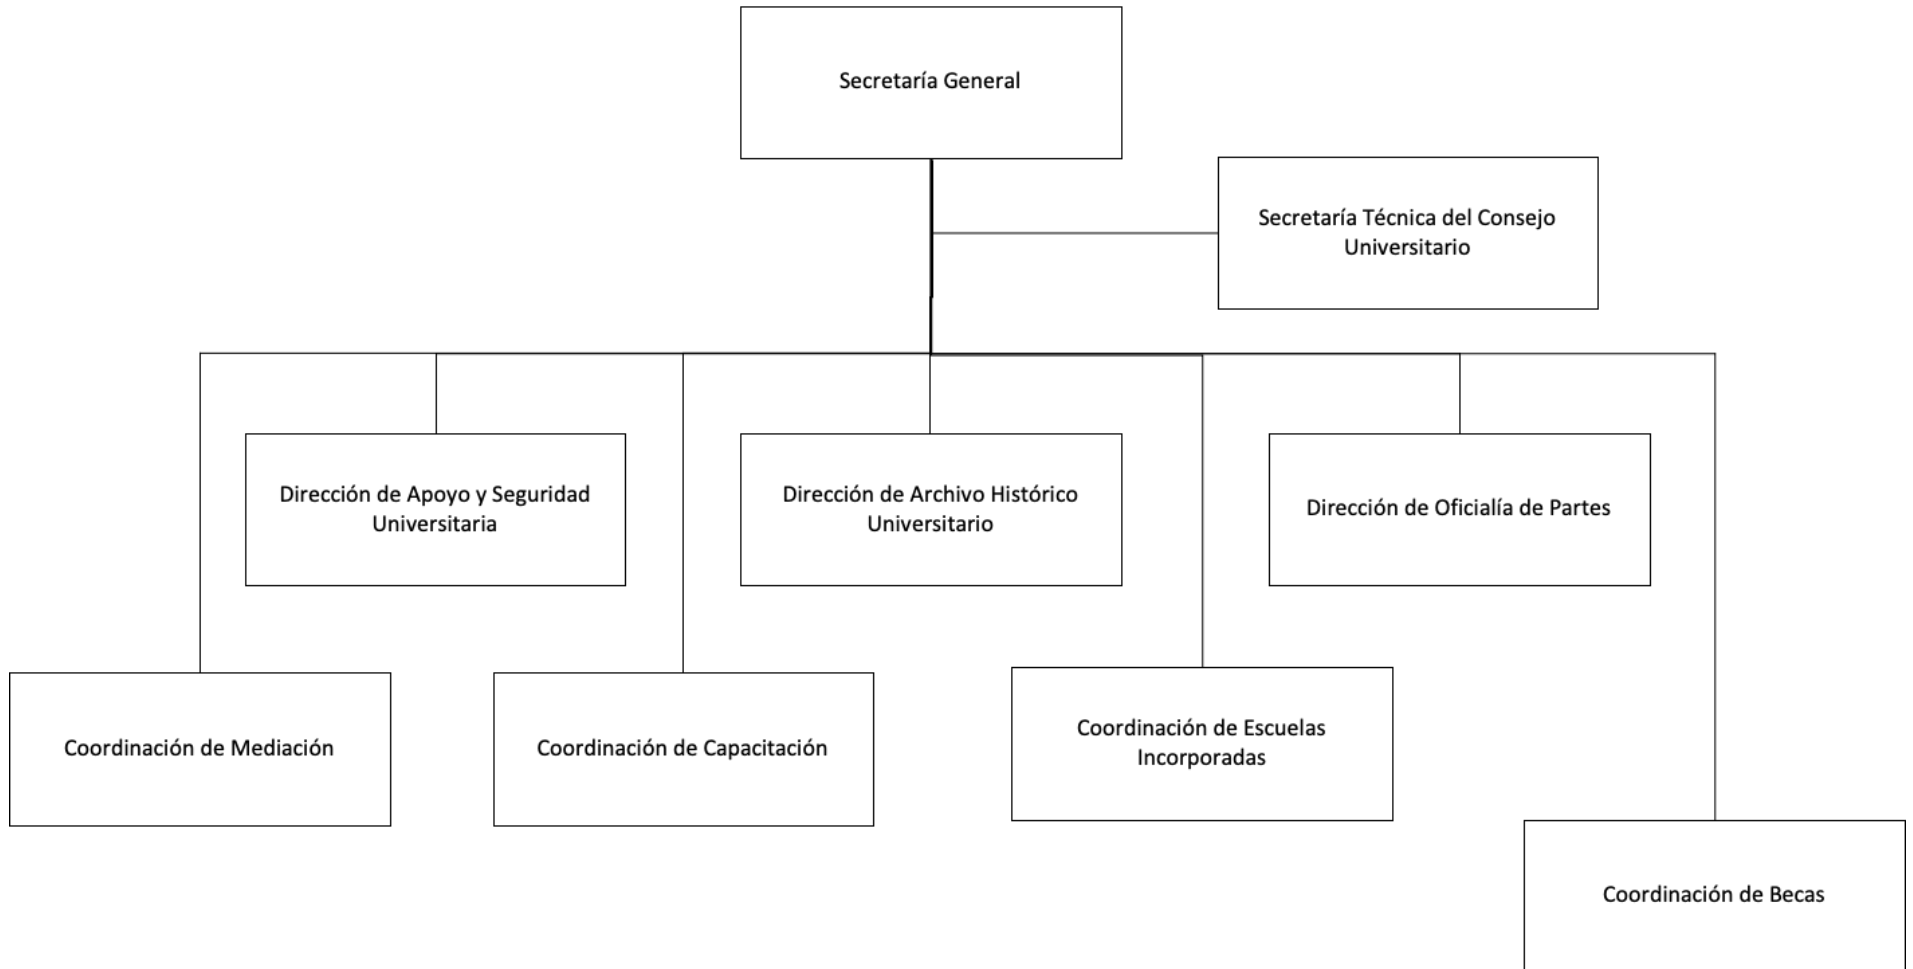 Secretaría General
Secretaría Técnica del Consejo
Universitario
Dirección de Apoyo y Seguridad
Universitaria
Dirección de Archivo Histórico
Universitario
Dirección de Oficialía de Partes
Coordinación de Mediación
Coordinación de Capacitación
Coordinación de Escuelas
Incorporadas
Coordinación de Becas